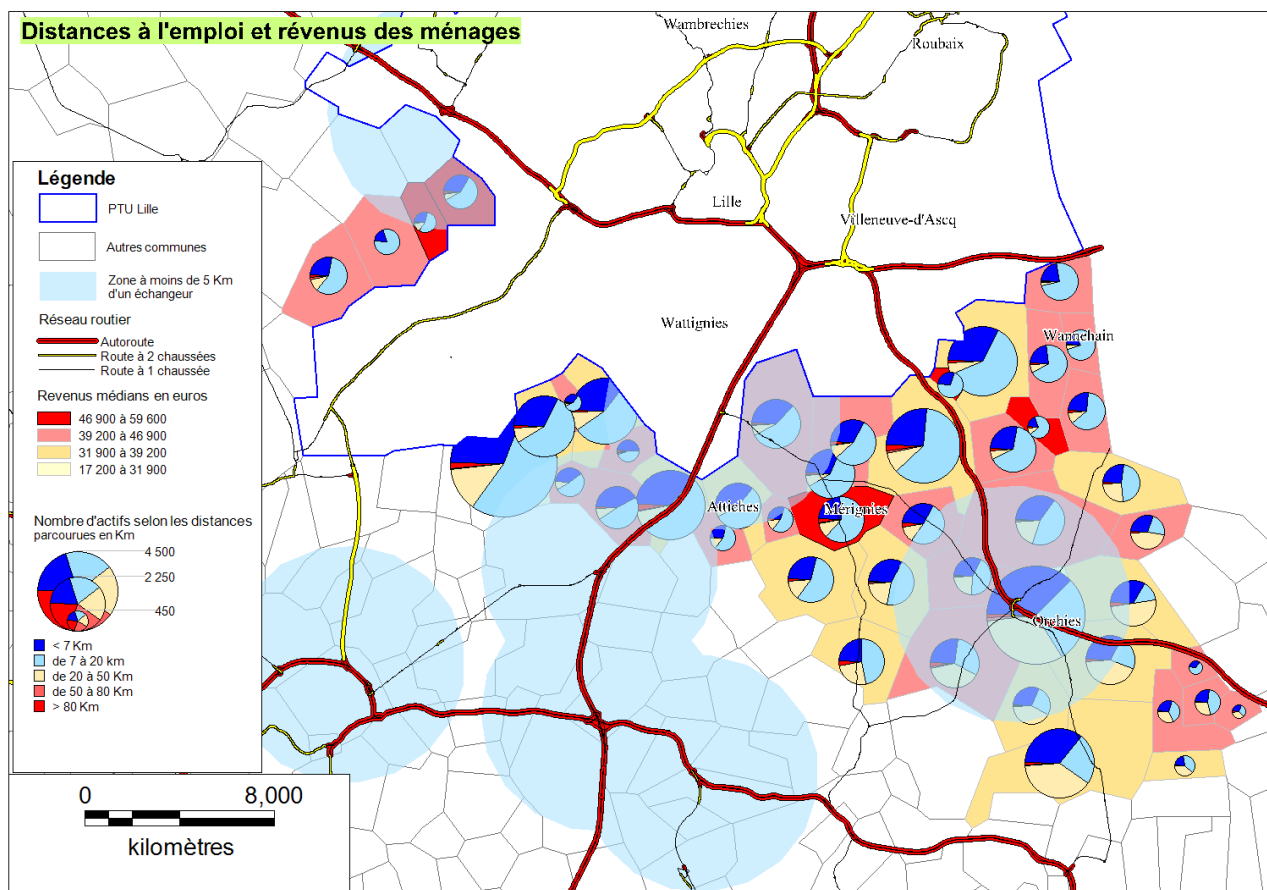 Distances à l'emploi et révenus des ménages
Wambrechies
Roubaix
Lille
Villeneuve-d'Ascq
Wattignies
Wannehain
Attiches
Mérignies
Orchies
Légende
PTU Lille
Autres communes
Zone à moins de 5 Km
d'un échangeur
Réseau routier
Autoroute
Route à 2 chaussées
Route à 1 chaussée
Revenus médians en euros
46 900 à 59 600
39 200 à 46 900
31 900 à 39 200
17 200 à 31 900
Nombre d'actifs selon les distances
parcourues en Km
4 500
2 250
450
< 7 Km
de 7 à 20 km
de 20 à 50 Km
de 50 à 80 Km
> 80 Km
0 8,000
kilomètres